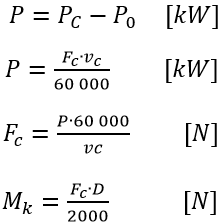 P = P_C − P_0 [kW]
P = F_C·v_C / 60 000 [kW]
F_c = P·60 000 / vc [N]
M_k = F_C·D / 2000 [N]